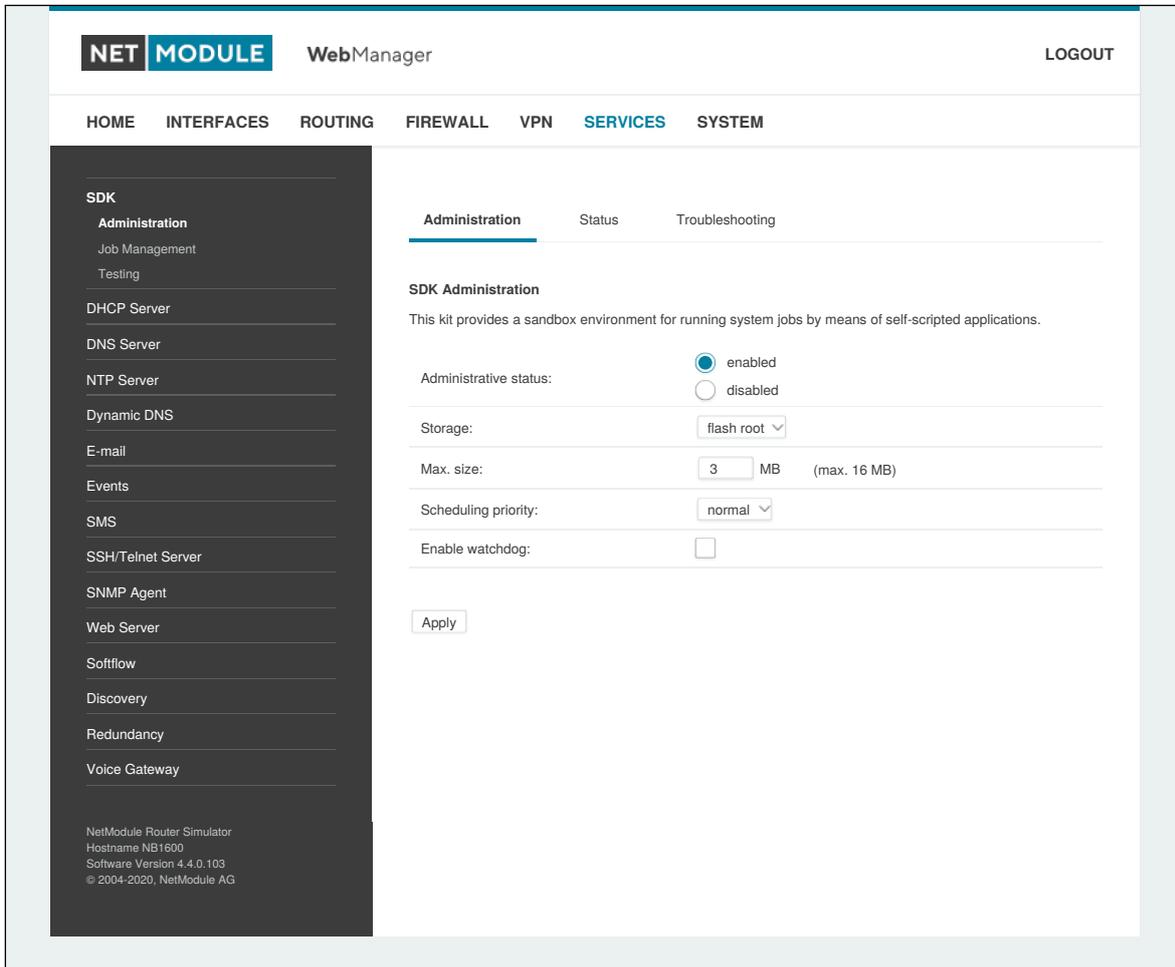 NET MODULE WebManager LOGOUT
HOME INTERFACES ROUTING FIREWALL VPN SERVICES SYSTEM
SDK
Administration
Job Management
Testing
DHCP Server
DNS Server
NTP Server
Dynamic DNS
E-mail
Events
SMS
SSH/Telnet Server
SNMP Agent
Web Server
Softflow
Discovery
Redundancy
Voice Gateway
NetModule Router Simulator
Hostname NB1600
Software Version 4.4.0.103
© 2004-2020, NetModule AG
Administration Status Troubleshooting
SDK Administration
This kit provides a sandbox environment for running system jobs by means of self-scripted applications.
Administrative status:
enabled
disabled
Storage: flash root
Max. size: 3 MB (max. 16 MB)
Scheduling priority: normal
Enable watchdog:
Apply